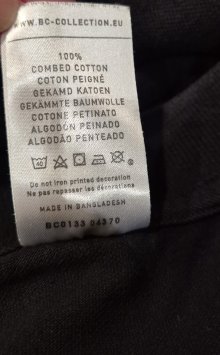 WWW.BC-COLLECTION.EU
100%
COMBED COTTON
COTON PEIGNÉ
GEKAMD KATOEN
GEKÄMMTE BAUMWOLLE
COTONE PETINATO
ALGODÓN PEINADO
ALGODÃO PENTEADO
Do not iron printed decoration
Ne pas repasser les décorations
MADE IN BANGLADESH
BC0133 04370